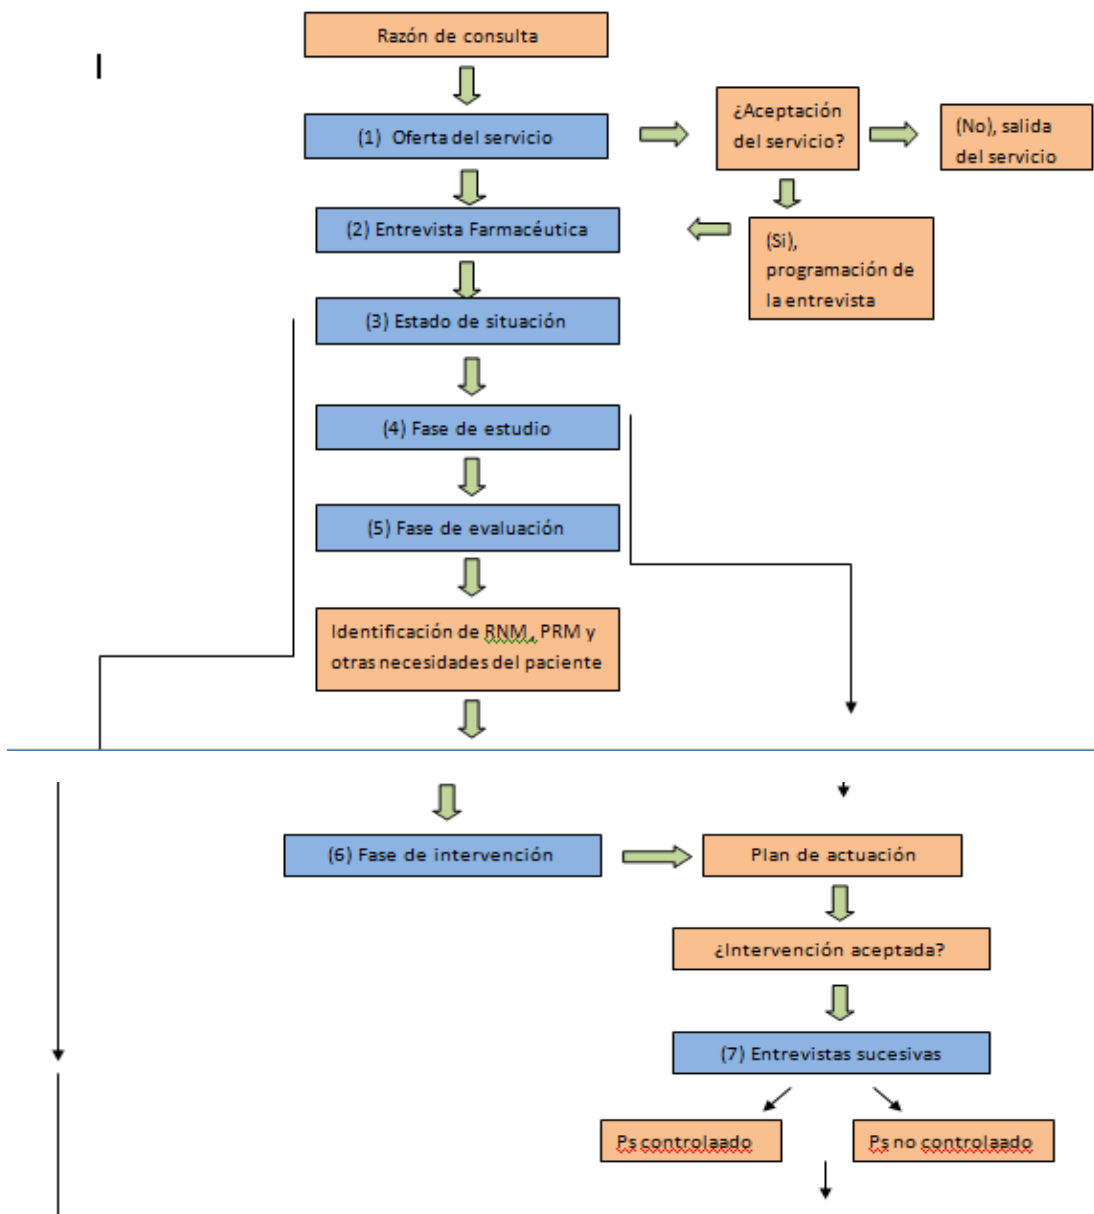 Razón de consulta
(1) Oferta del servicio
¿Aceptación
del servicio?
(No), salida
del servicio
(2) Entrevista Farmacéutica
(Si),
programación de
la entrevista
(3) Estado de situación
(4) Fase de estudio
(5) Fase de evaluación
Identificación de RNM, PRM y
otras necesidades del paciente
(6) Fase de intervención
Plan de actuación
¿Intervención aceptada?
(7) Entrevistas sucesivas
Ps controlaado
Ps no controlaado